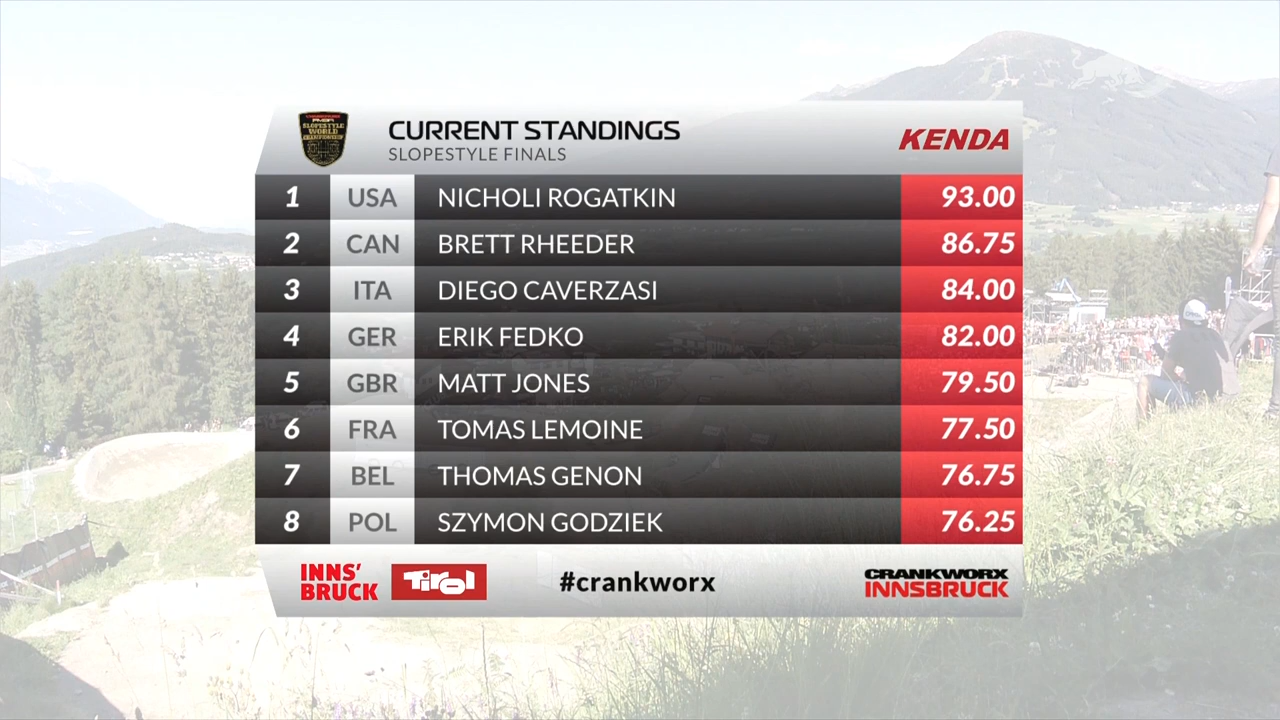 SLOPESTYLE
WORLD
CHAMPIONSHIP
CURRENT STANDINGS
SLOPESTYLE FINALS
KENDA
1 USA NICHOLI ROGATKIN 93.00
2 CAN BRETT RHEEDER 86.75
3 ITA DIEGO CAVERZASI 84.00
4 GER ERIK FEDKO 82.00
5 GBR MATT JONES 79.50
6 FRA TOMAS LEMOINE 77.50
7 BEL THOMAS GENON 76.75
8 POL SZYMON GODZIEK 76.25
INNS'
BRUCK
Tirol
#crankworx
CRANKWORX
INNSBRUCK